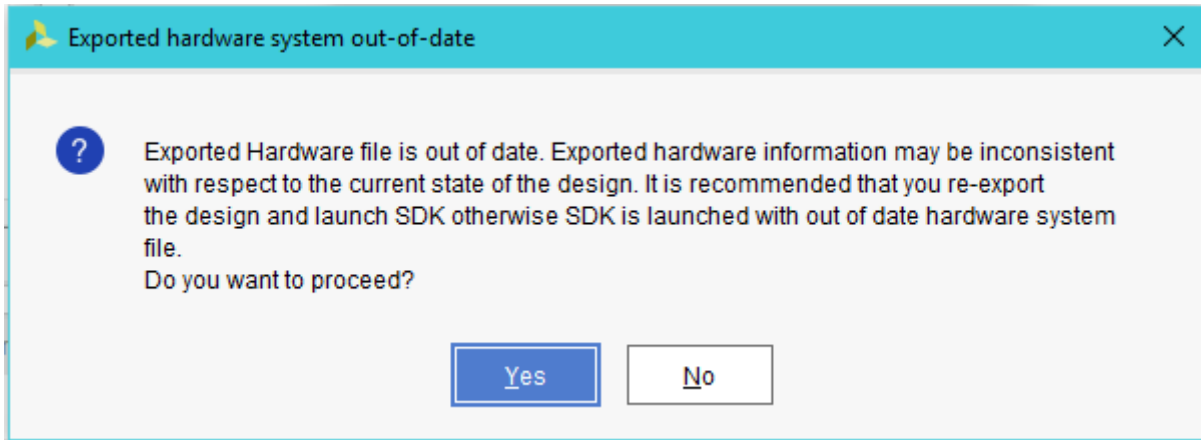 Exported hardware system out-of-date
Exported Hardware file is out of date. Exported hardware information may be inconsistent
with respect to the current state of the design. It is recommended that you re-export
the design and launch SDK otherwise SDK is launched with out of date hardware system
file.
Do you want to proceed?
Yes
No